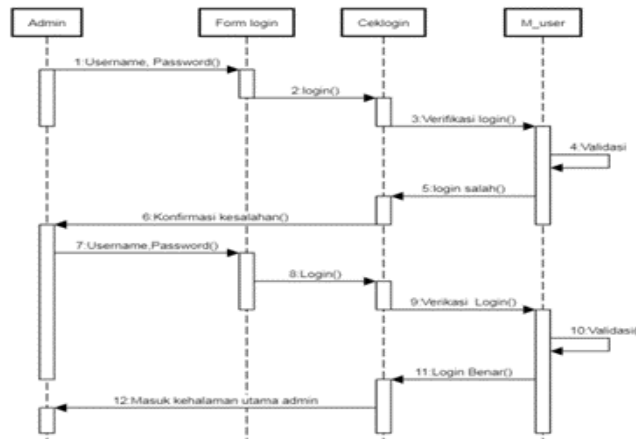 Admin
Form login
Ceklogin
M_user
1:Username, Password()
2:login()
3:Verifikasi login()
4:Validasi
5:login salah()
6:Konfirmasi kesalahan()
7:Username,Password()
8:Login()
9:Verikasi Login()
10:Validasi(
11:Login Benar()
12:Masuk kehalaman utama admin